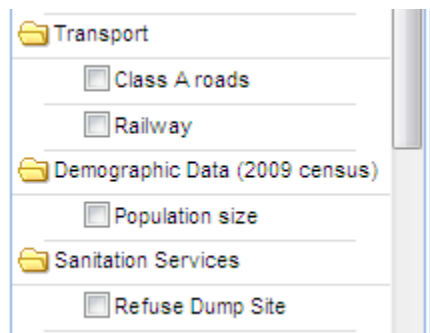 Transport
Class A roads
Railway
Demographic Data (2009 census)
Population size
Sanitation Services
Refuse Dump Site